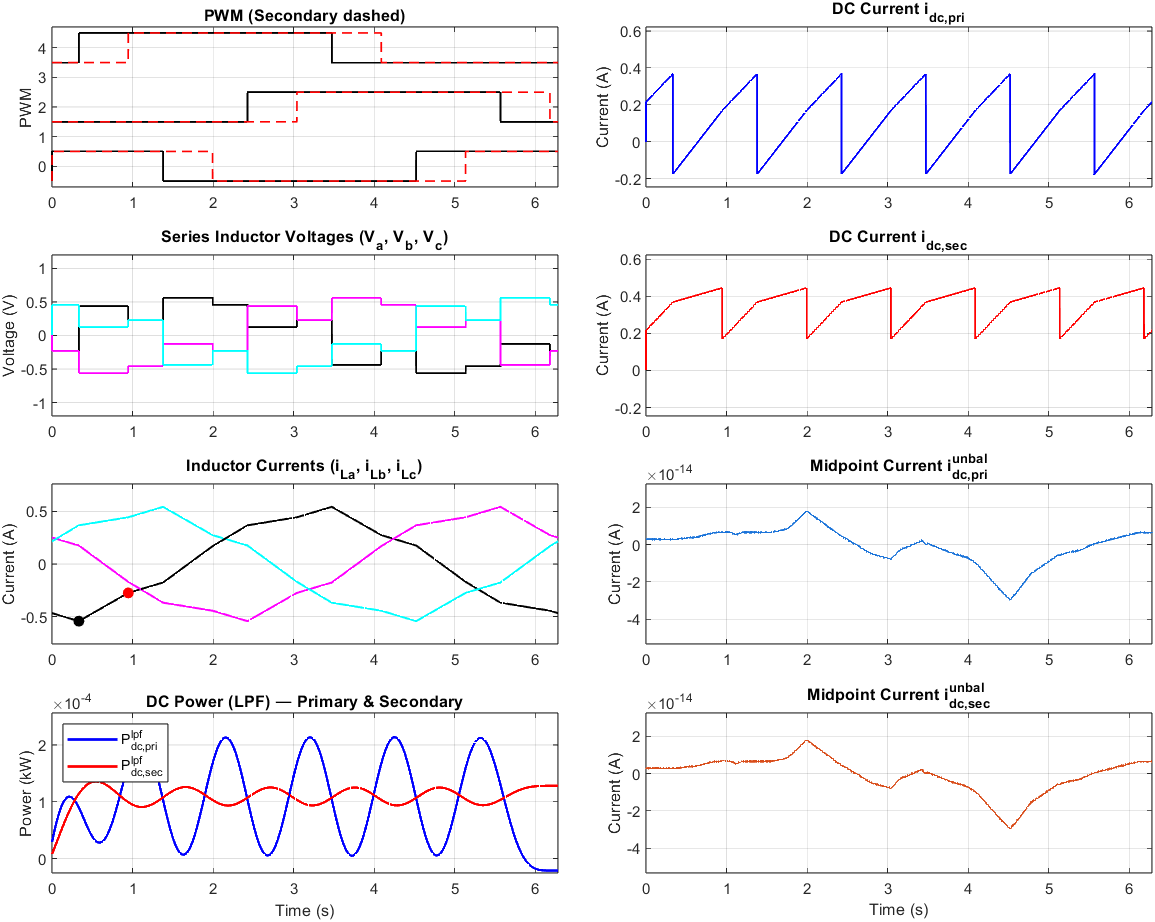 PWM (Secondary dashed)
PWM
4
3
2
1
0
0 1 2 3 4 5 6
DC Current i_dc,pri
Current (A)
0.6
0.4
0.2
0
-0.2
0 1 2 3 4 5 6
Series Inductor Voltages (V_a, V_b, V_c)
Voltage (V)
1
0.5
0
-0.5
-1
0 1 2 3 4 5 6
DC Current i_dc,sec
Current (A)
0.6
0.4
0.2
0
-0.2
0 1 2 3 4 5 6
Inductor Currents (i_La, i_Lb, i_Lc)
Current (A)
0.5
0
-0.5
0 1 2 3 4 5 6
Midpoint Current i_dc,pri^unbal
×10^-14
Current (A)
2
0
-2
-4
0 1 2 3 4 5 6
DC Power (LPF) — Primary & Secondary
×10^-4
Power (kW)
2
1
0
P_dc,pri^lpf
P_dc,sec^lpf
0 1 2 3 4 5 6
Time (s)
Midpoint Current i_dc,sec^unbal
×10^-14
Current (A)
2
0
-2
-4
0 1 2 3 4 5 6
Time (s)